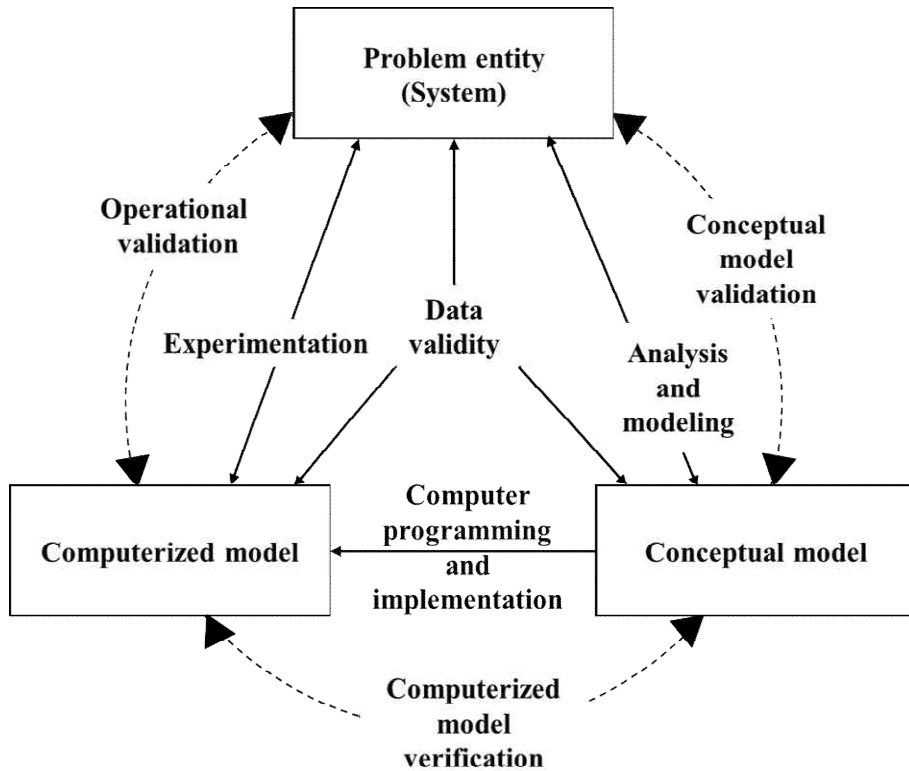 Problem entity
(System)
Operational
validation
Conceptual
model
validation
Experimentation
Data
validity
Analysis
and
modeling
Computerized model
Computer
programming
and
implementation
Conceptual model
Computerized
model
verification